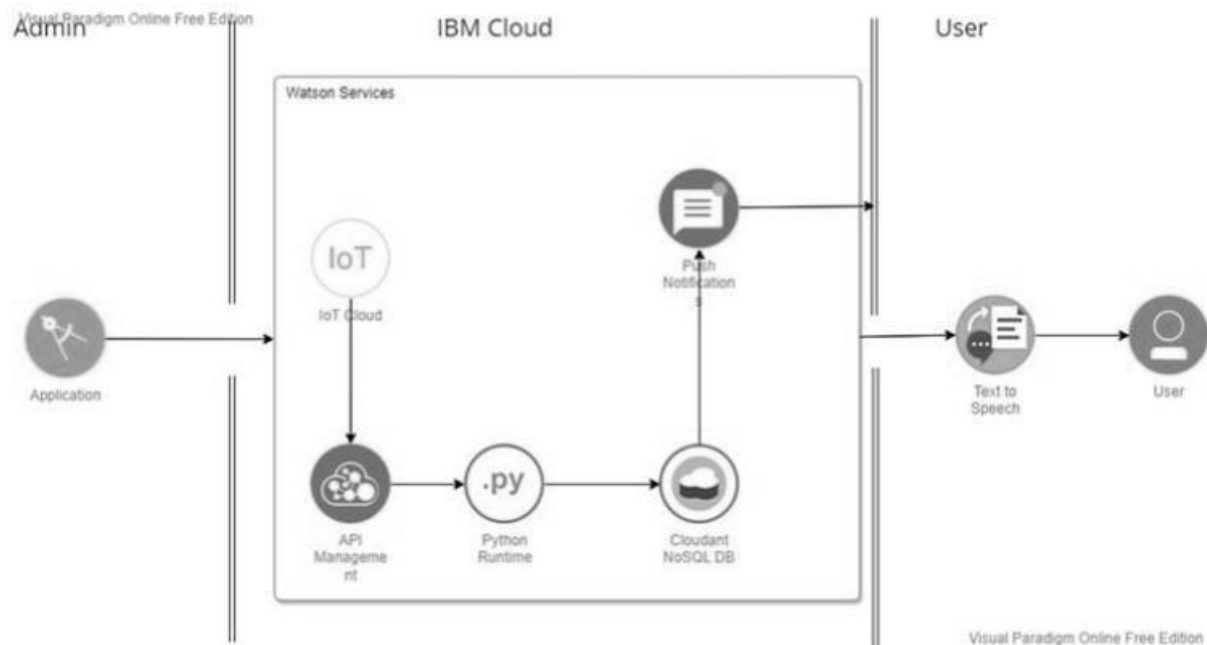 Visual Paradigm Online Free Edition
Admin
IBM Cloud
User
Watson Services
IoT
IoT Cloud
Push
Notification
s
Application
Text to
Speech
User
.py
API
Manageme
nt
Python
Runtime
Cloudant
NoSQL DB
Visual Paradigm Online Free Edition